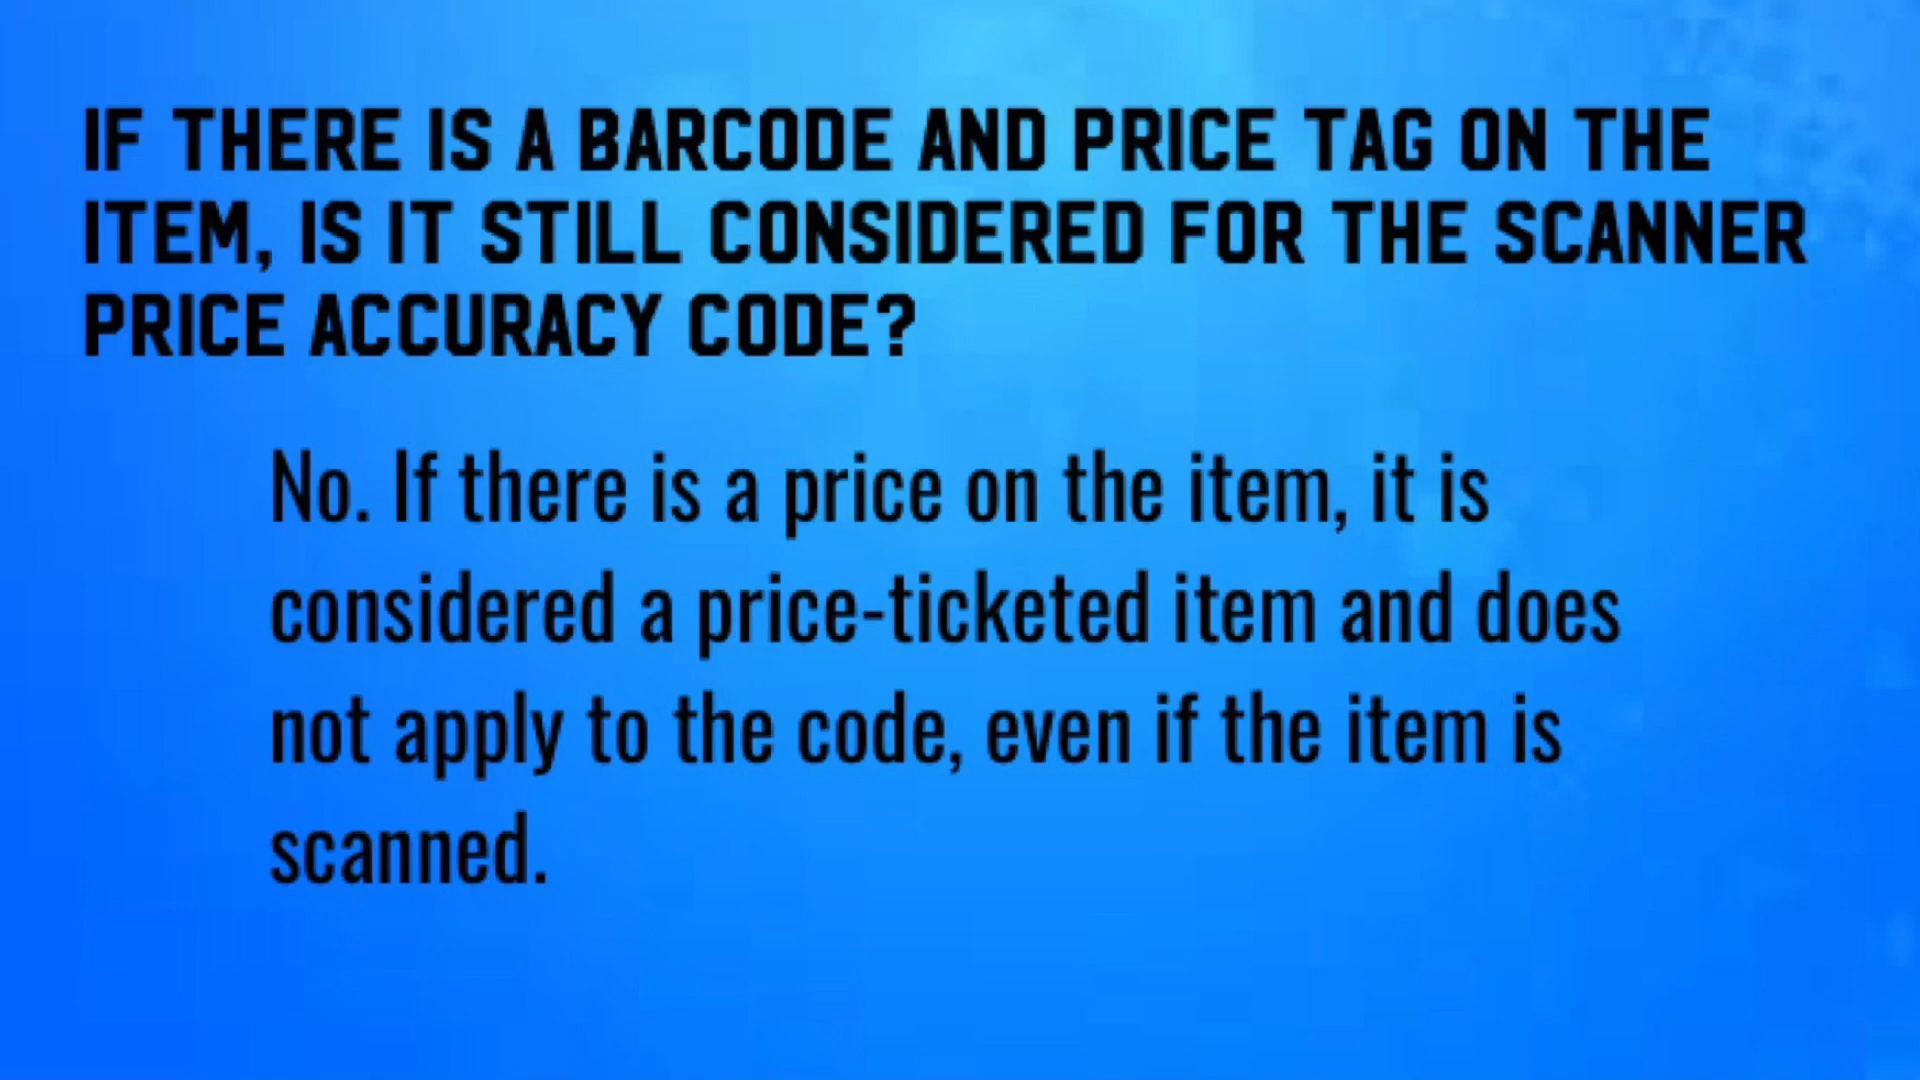 IF THERE IS A BARCODE AND PRICE TAG ON THE
ITEM, IS IT STILL CONSIDERED FOR THE SCANNER
PRICE ACCURACY CODE?
No. If there is a price on the item, it is
considered a price-ticketed item and does
not apply to the code, even if the item is
scanned.